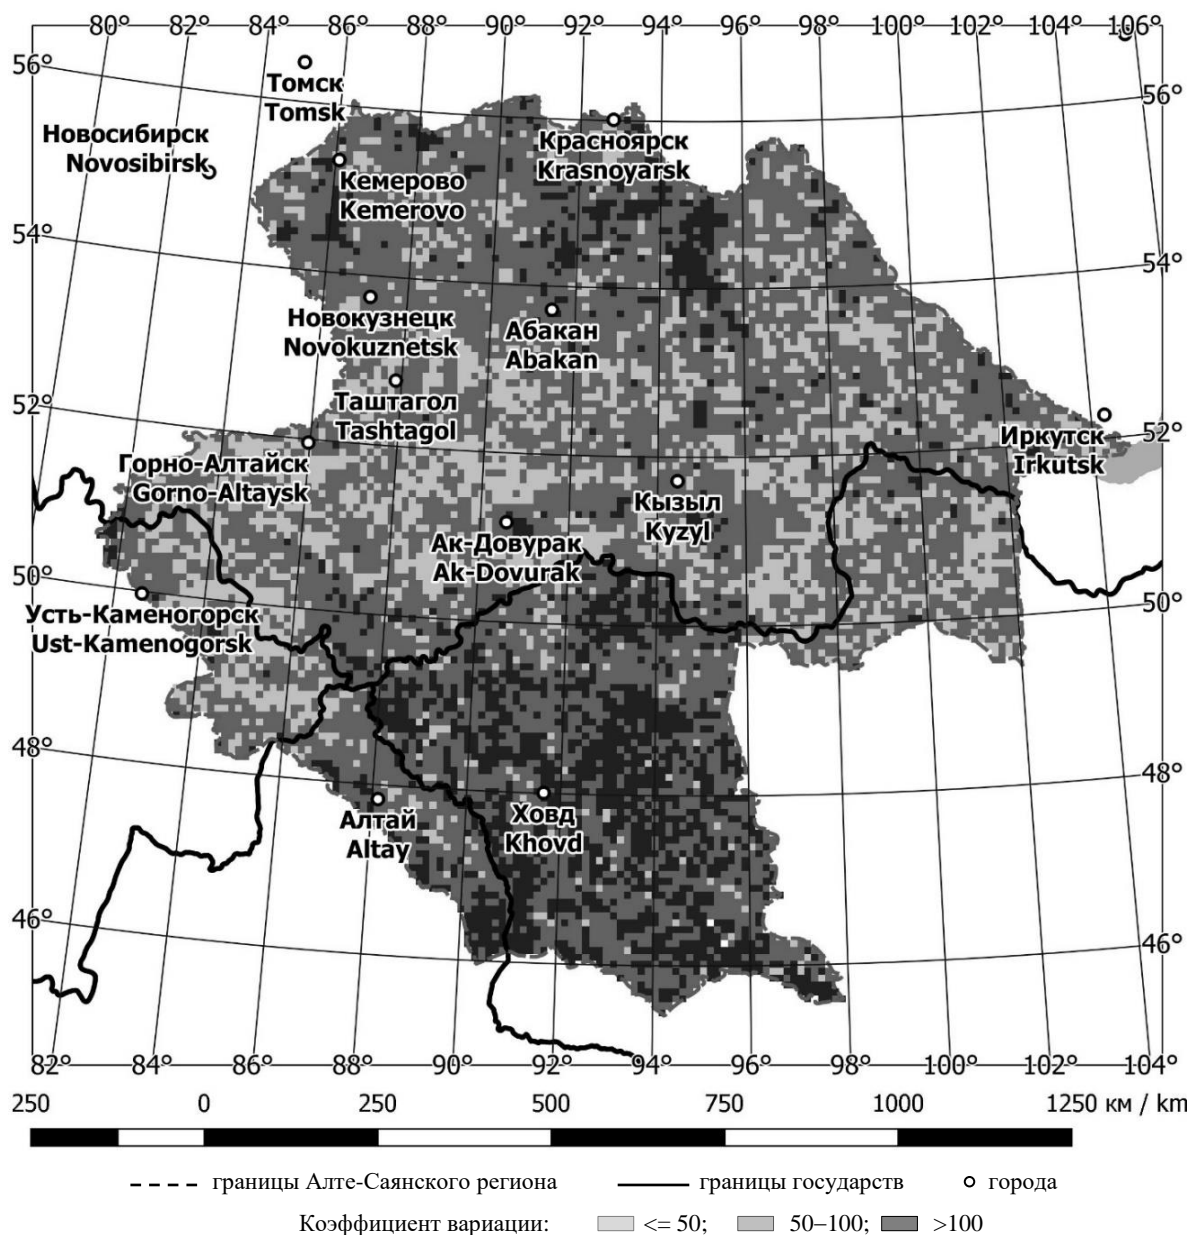 80° 82° 84° 86° 88° 90° 92° 94° 96° 98° 100° 102° 104° 106°
56°
56°
Томск
Tomsk
Новосибирск
Novosibirsk
Красноярск
Krasnoyarsk
Кемерово
Kemerovo
54°
54°
Новокузнецк
Novokuznetsk
Абакан
Abakan
52°
52°
Таштагол
Tashtagol
Иркутск
Irkutsk
Горно-Алтайск
Gorno-Altaysk
Кызыл
Kyzyl
Ак-Довурак
Ak-Dovurak
50°
50°
Усть-Каменогорск
Ust-Kamenogorsk
48°
48°
Алтай
Altay
Ховд
Khovd
46°
46°
82° 84° 86° 88° 90° 92° 94° 96° 98° 100° 102° 104°
250 0 250 500 750 1000 1250 км / km
границы Алте-Саянского региона границы государств города
Коэффициент вариации: <= 50; 50–100; >100